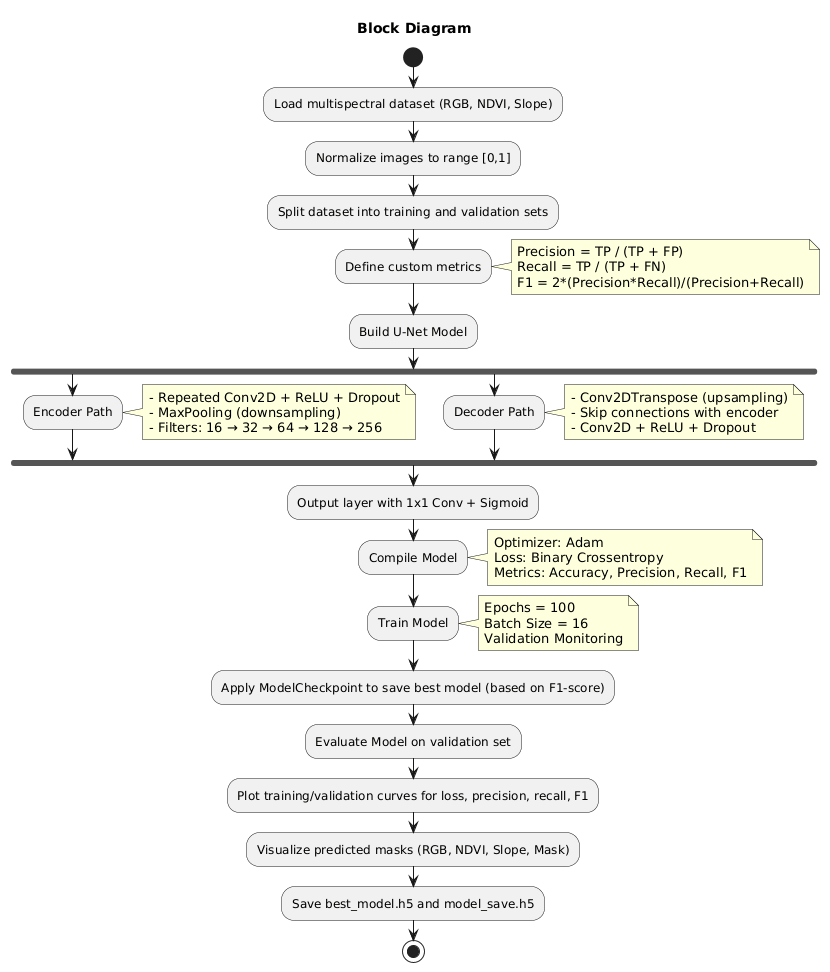 Block Diagram
Load multispectral dataset (RGB, NDVI, Slope)
Normalize images to range [0,1]
Split dataset into training and validation sets
Define custom metrics
Precision = TP / (TP + FP)
Recall = TP / (TP + FN)
F1 = 2*(Precision*Recall)/(Precision+Recall)
Build U-Net Model
Encoder Path
- Repeated Conv2D + ReLU + Dropout
- MaxPooling (downsampling)
- Filters: 16 → 32 → 64 → 128 → 256
Decoder Path
- Conv2DTranspose (upsampling)
- Skip connections with encoder
- Conv2D + ReLU + Dropout
Output layer with 1x1 Conv + Sigmoid
Compile Model
Optimizer: Adam
Loss: Binary Crossentropy
Metrics: Accuracy, Precision, Recall, F1
Train Model
Epochs = 100
Batch Size = 16
Validation Monitoring
Apply ModelCheckpoint to save best model (based on F1-score)
Evaluate Model on validation set
Plot training/validation curves for loss, precision, recall, F1
Visualize predicted masks (RGB, NDVI, Slope, Mask)
Save best_model.h5 and model_save.h5